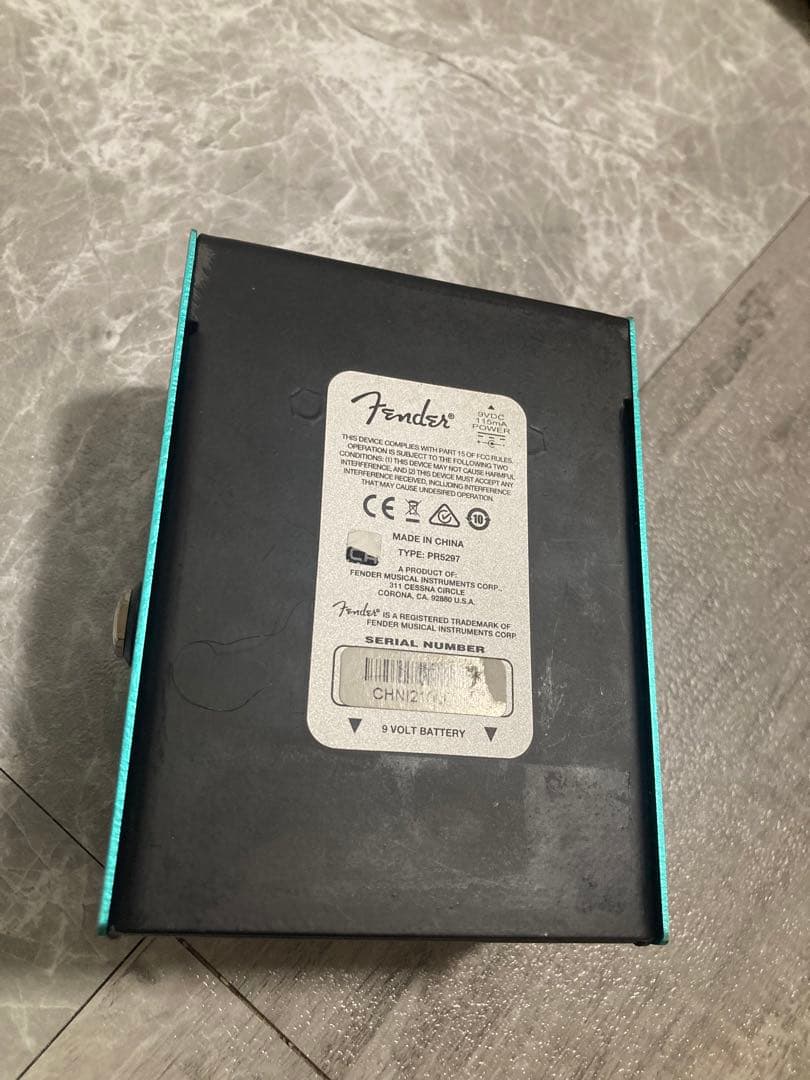 Fender®
9VDC
115mA
POWER
THIS DEVICE COMPLIES WITH PART 15 OF FCC RULES.
OPERATION IS SUBJECT TO THE FOLLOWING TWO
CONDITIONS: (1) THIS DEVICE MAY NOT CAUSE HARMFUL
INTERFERENCE, AND (2) THIS DEVICE MUST ACCEPT ANY
INTERFERENCE RECEIVED, INCLUDING INTERFERENCE
THAT MAY CAUSE UNDESIRED OPERATION.
CE
10
MADE IN CHINA
TYPE: PR5297
A PRODUCT OF:
FENDER MUSICAL INSTRUMENTS CORP.,
311 CESSNA CIRCLE
CORONA, CA. 92880 U.S.A.
Fender® IS A REGISTERED TRADEMARK OF
FENDER MUSICAL INSTRUMENTS CORP
SERIAL NUMBER
9 VOLT BATTERY